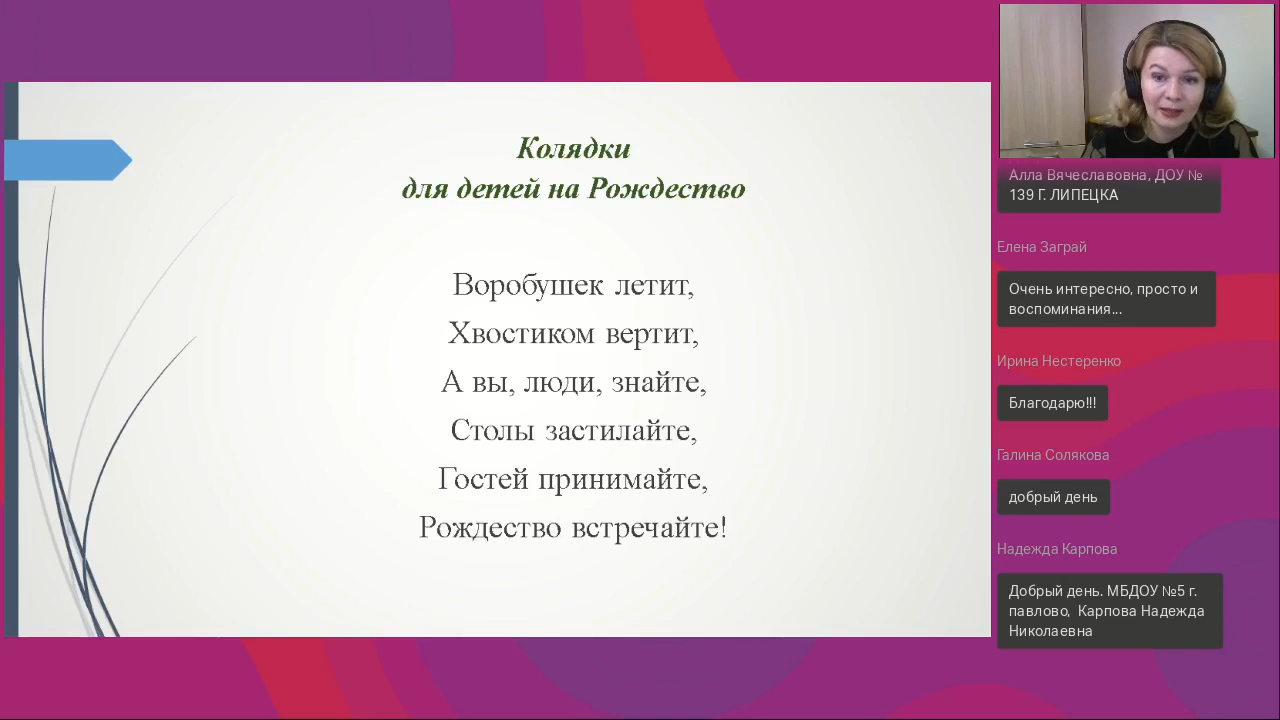 Колядки
для детей на Рождество
Воробушек летит,
Хвостиком вертит,
А вы, люди, знайте,
Столы застилайте,
Гостей принимайте,
Рождество встречайте!
Алла Вячеславовна, ДОУ №
139 Г. ЛИПЕЦКА
Елена Заграй
Очень интересно, просто и
воспоминания...
Ирина Нестеренко
Благодарю!!!
Галина Солякова
добрый день
Надежда Карпова
Добрый день. МБДОУ №5 г.
павлово, Карпова Надежда
Николаевна